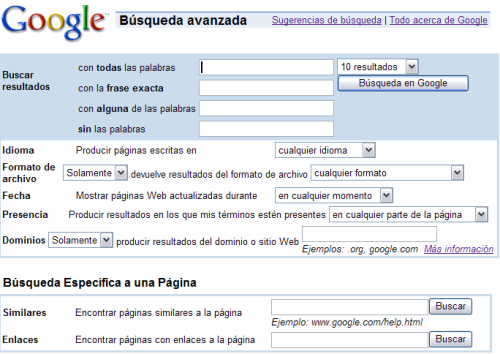 Google™ Búsqueda avanzada Sugerencias de búsqueda | Todo acerca de Google
Buscar resultados
con todas las palabras 10 resultados
con la frase exacta Búsqueda en Google
con alguna de las palabras
sin las palabras
Idioma Producir páginas escritas en cualquier idioma
Formato de archivo Solamente devuelve resultados del formato de archivo cualquier formato
Fecha Mostrar páginas Web actualizadas durante en cualquier momento
Presencia Producir resultados en los que mis términos estén presentes en cualquier parte de la página
Dominios Solamente producir resultados del dominio o sitio Web
Ejemplos: .org, google.com Más información
Búsqueda Específica a una Página
Similares Encontrar páginas similares a la página Buscar
Ejemplo: www.google.com/help.html
Enlaces Encontrar páginas con enlaces a la página Buscar